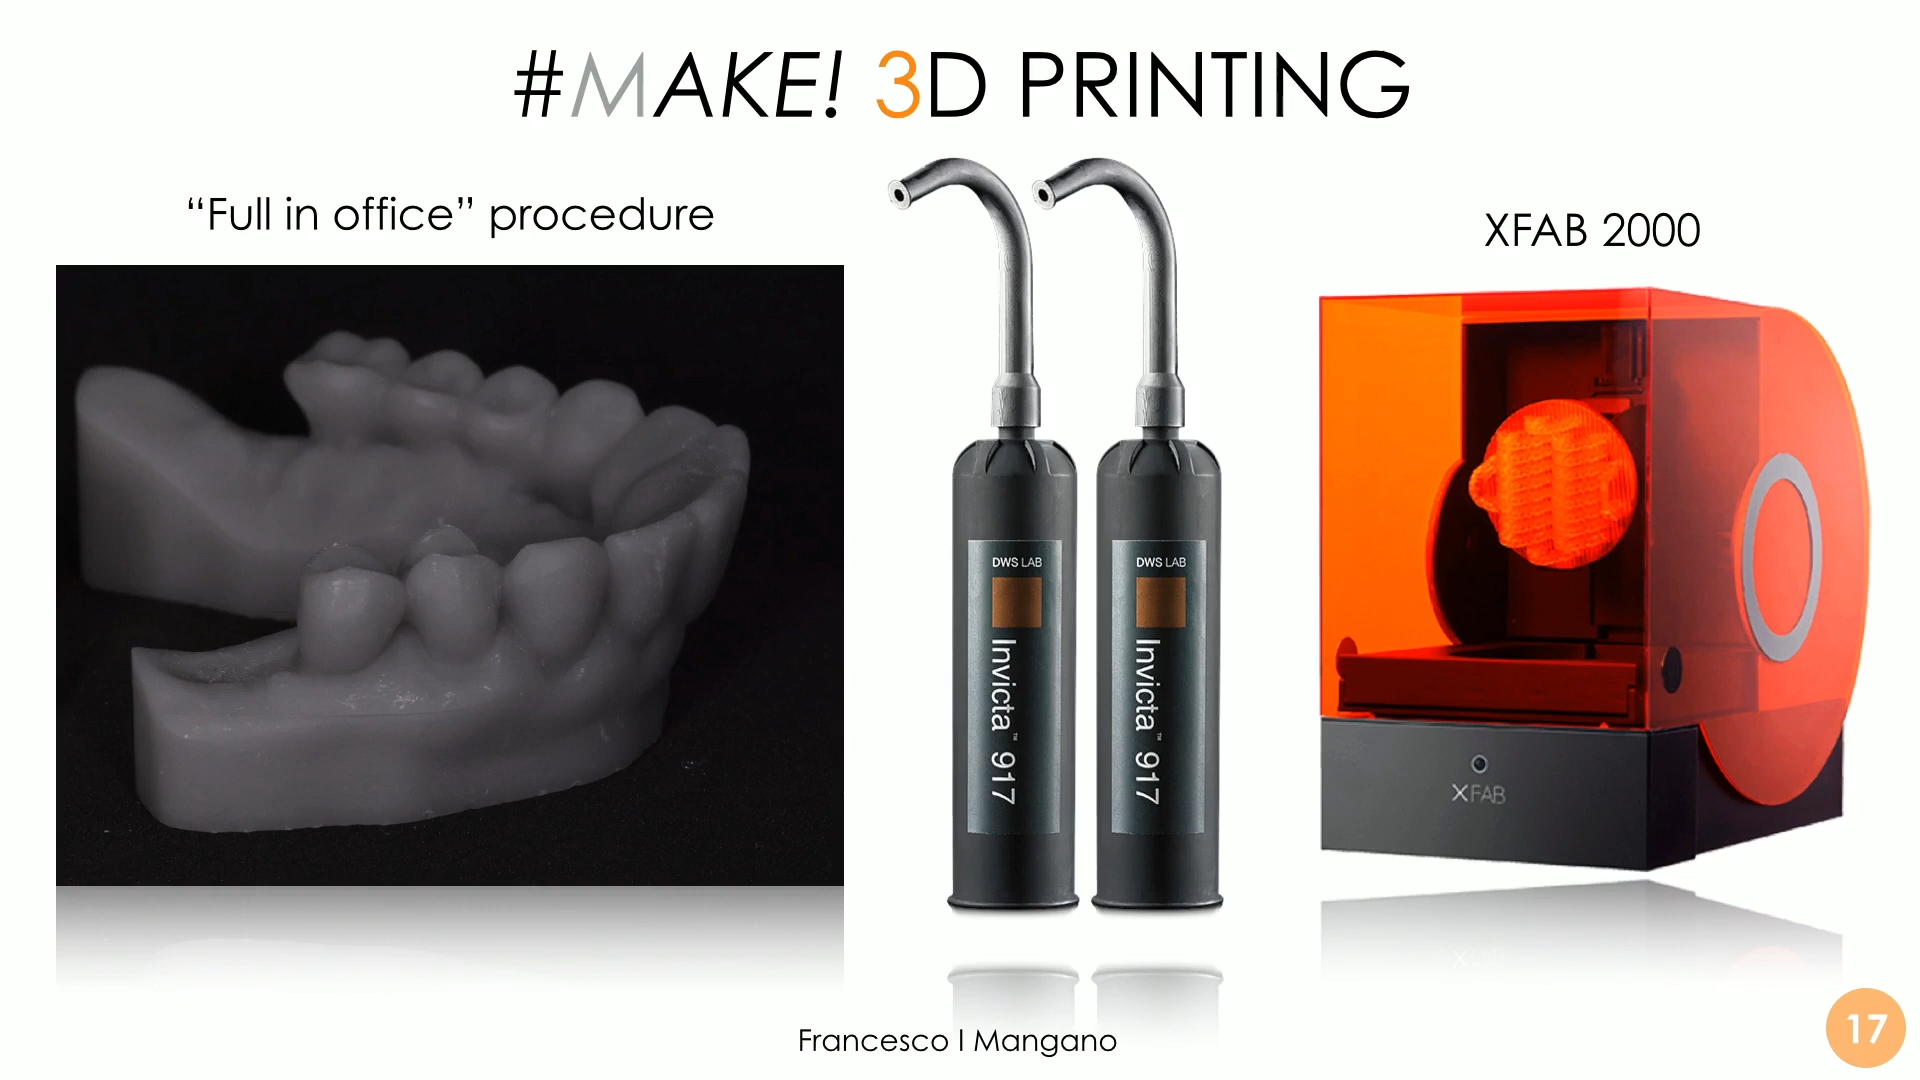 #MAKE! 3D PRINTING
“Full in office” procedure
XFAB 2000
DWS LAB
Invicta™ 917
DWS LAB
Invicta™ 917
XFAB
Francesco I Mangano
17